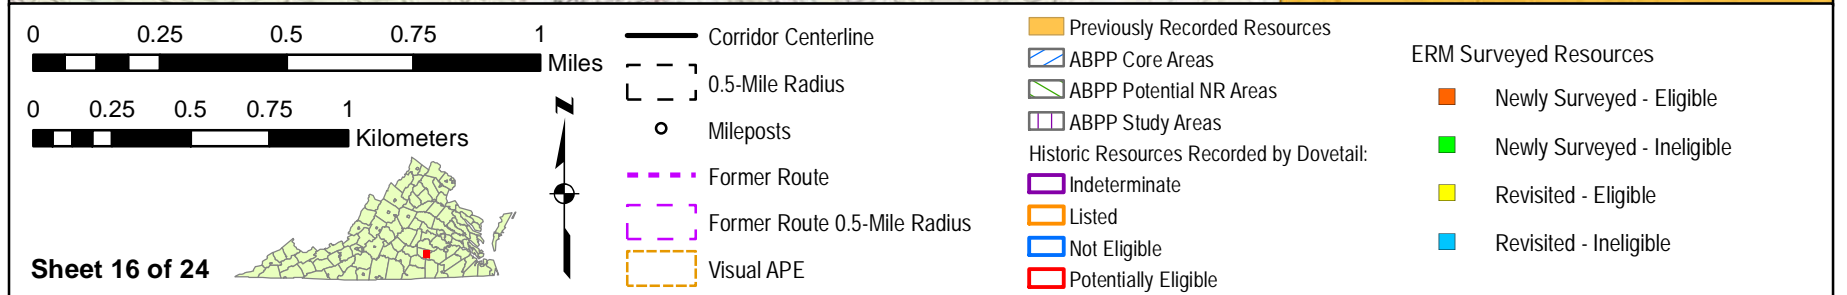 0 0.25 0.5 0.75 1
Miles
0 0.25 0.5 0.75 1
Kilometers
Sheet 16 of 24
N
Corridor Centerline
0.5-Mile Radius
Mileposts
Former Route
Former Route 0.5-Mile Radius
Visual APE
Previously Recorded Resources
ABPP Core Areas
ABPP Potential NR Areas
ABPP Study Areas
Historic Resources Recorded by Dovetail:
Indeterminate
Listed
Not Eligible
Potentially Eligible
ERM Surveyed Resources
Newly Surveyed - Eligible
Newly Surveyed - Ineligible
Revisited - Eligible
Revisited - Ineligible